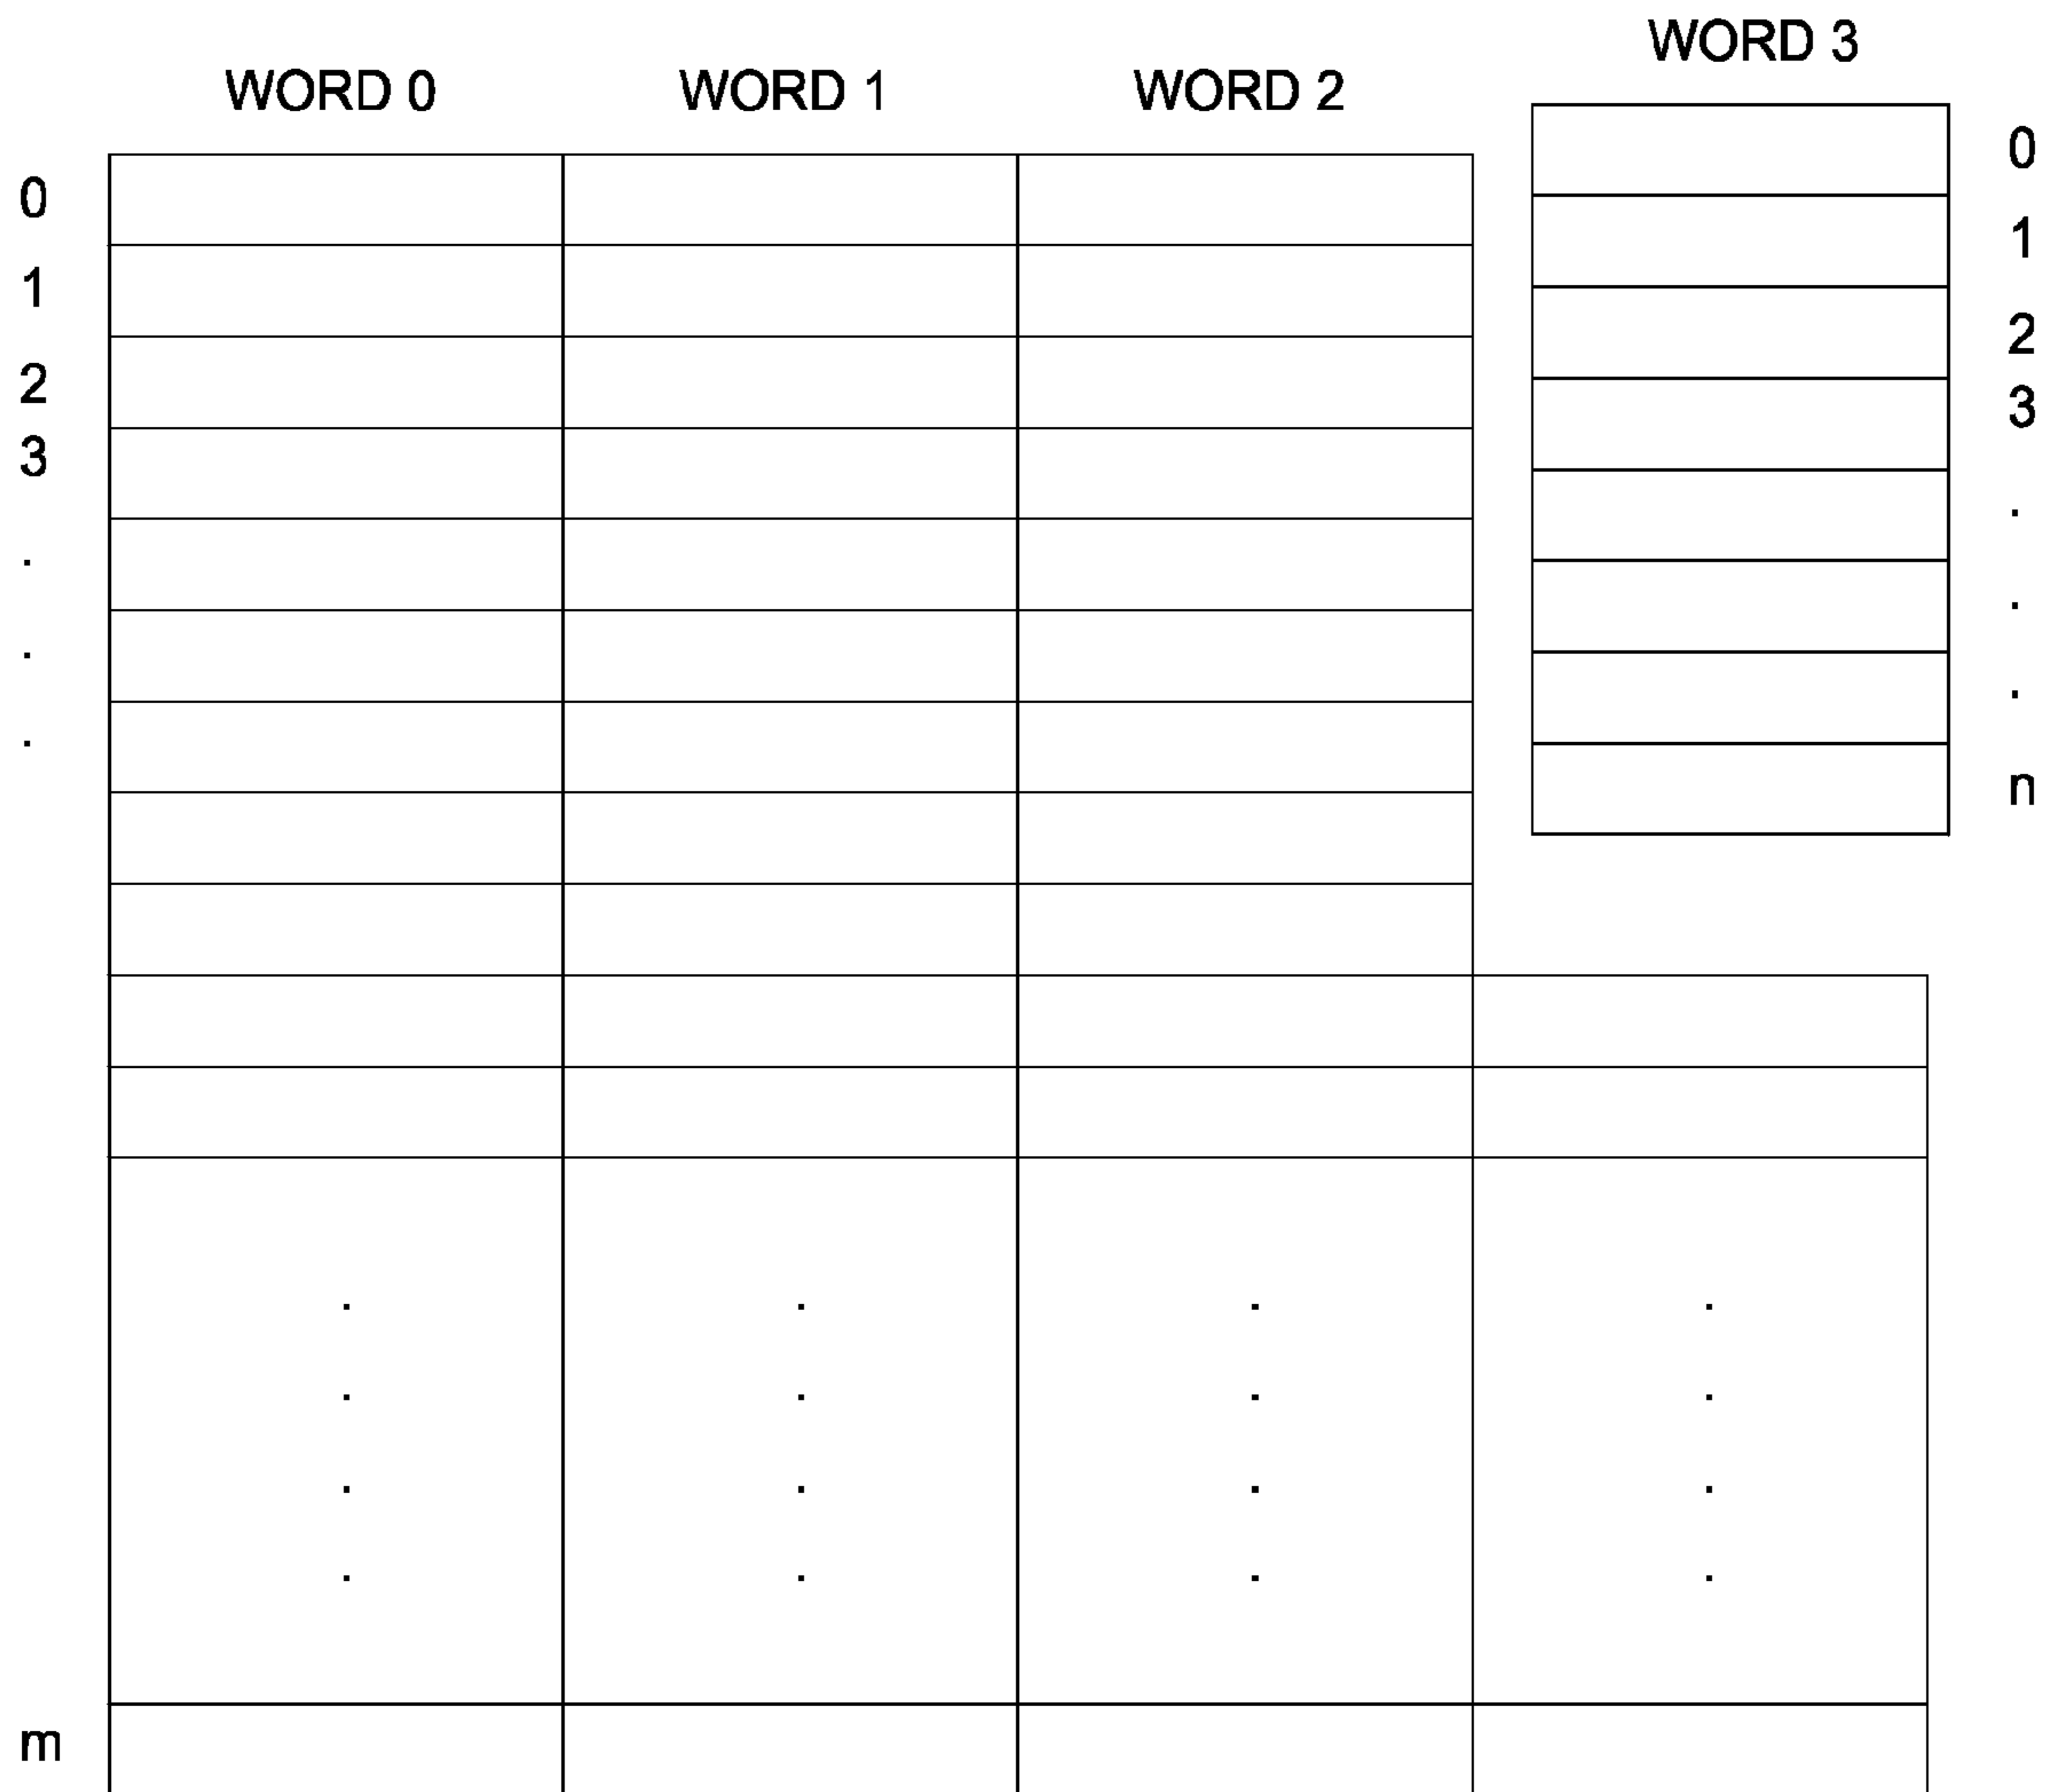 WORD 3
WORD 0 WORD 1 WORD 2
0
1
2
3
.
.
.
0
1
2
3
.
.
.
n
. . . .
. . . .
. . . .
. . . .
m